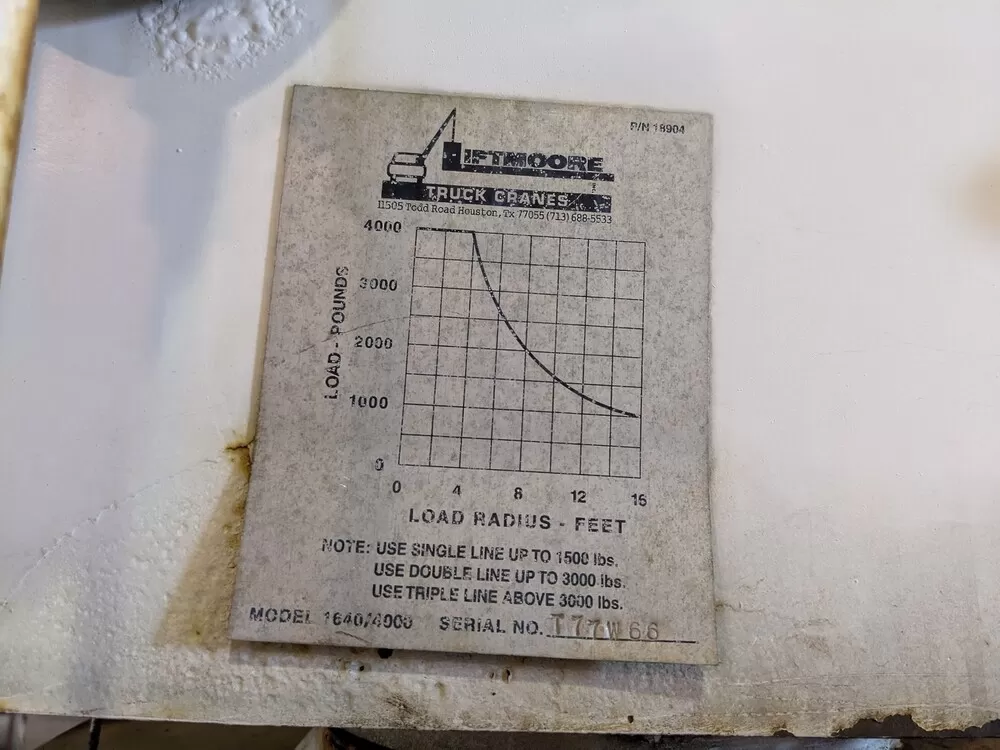 P/N 18904
LIFTMOORE
TRUCK CRANES
11505 Todd Road Houston, Tx 77055 (713) 688-5533
4000
3000
2000
1000
0
LOAD - POUNDS
0 4 8 12 16
LOAD RADIUS - FEET
NOTE: USE SINGLE LINE UP TO 1500 lbs.
USE DOUBLE LINE UP TO 3000 lbs.
USE TRIPLE LINE ABOVE 3000 lbs.
MODEL 1640/4000 SERIAL NO. T77W66